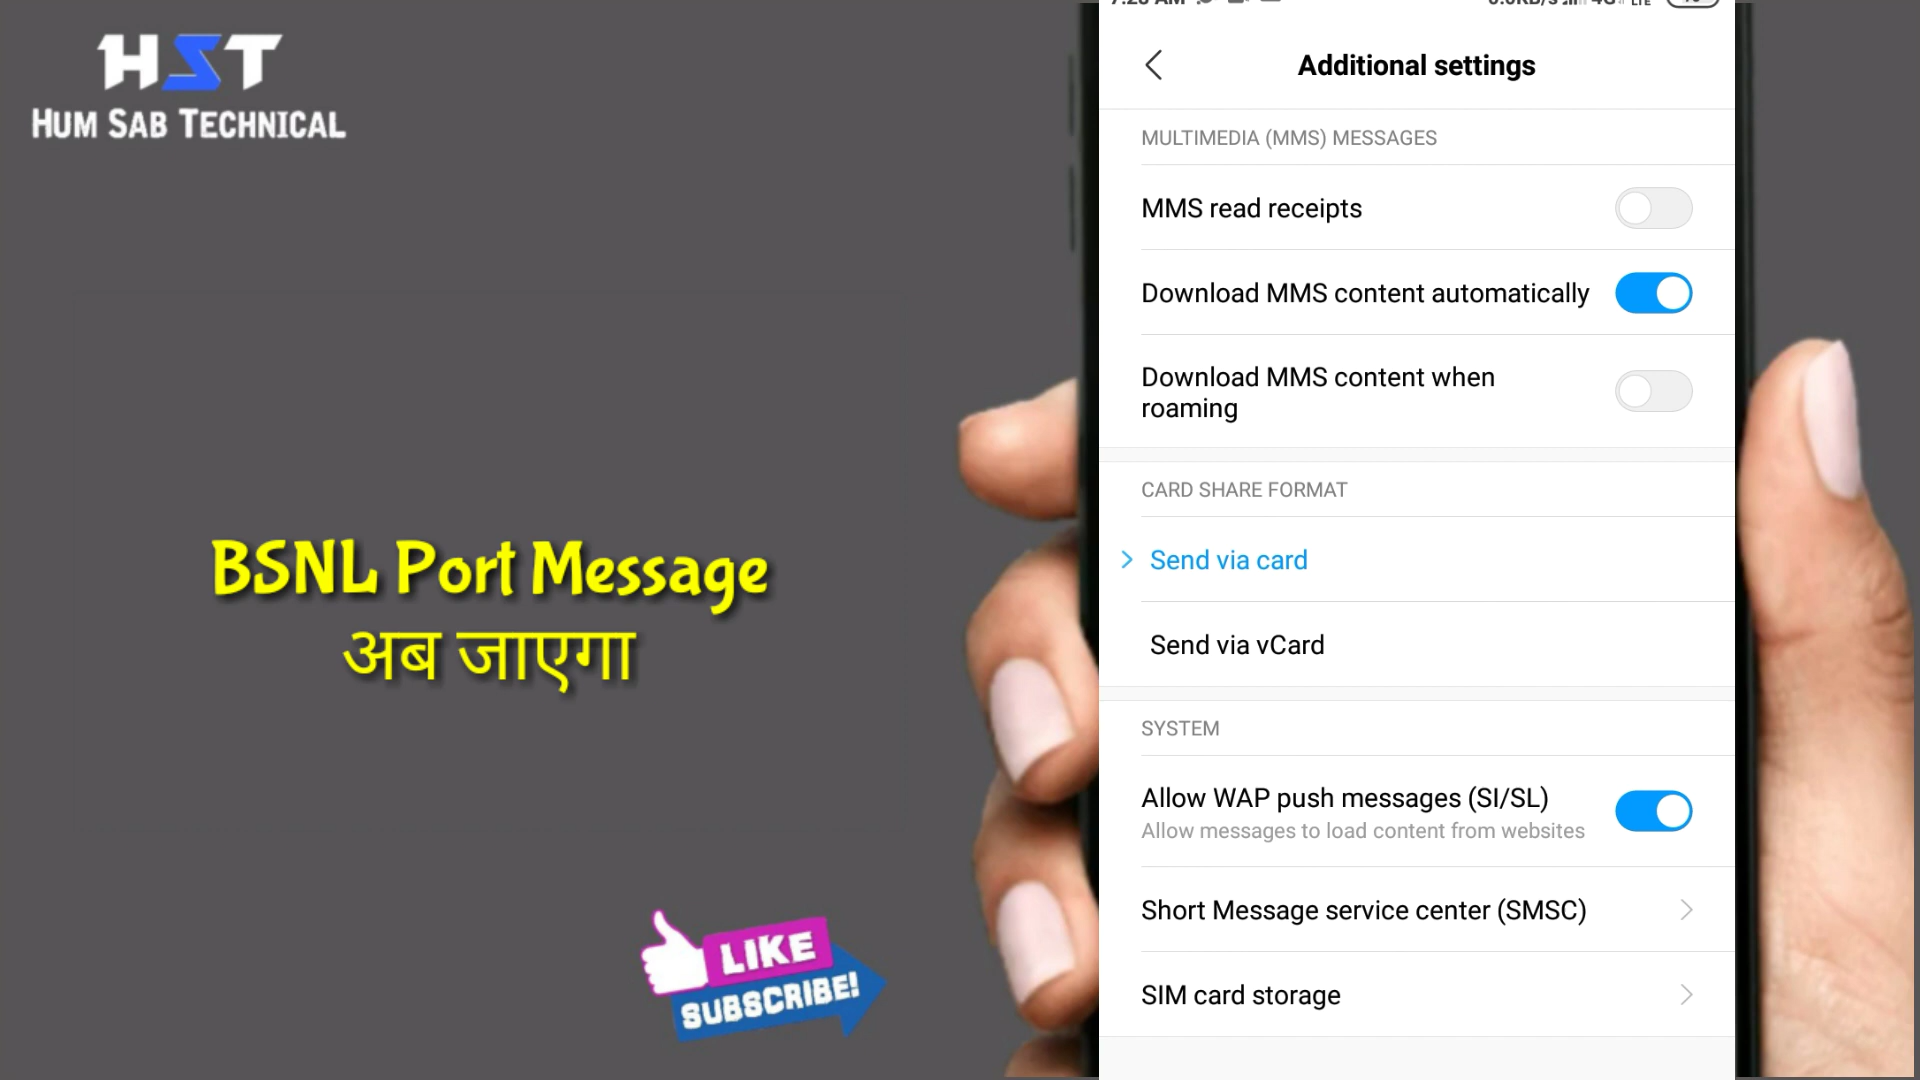 HST
HUM SAB TECHNICAL
BSNL Port Message
अब जाएगा
LIKE
SUBSCRIBE!
Additional settings
MULTIMEDIA (MMS) MESSAGES
MMS read receipts
Download MMS content automatically
Download MMS content when
roaming
CARD SHARE FORMAT
Send via card
Send via vCard
SYSTEM
Allow WAP push messages (SI/SL)
Allow messages to load content from websites
Short Message service center (SMSC)
SIM card storage